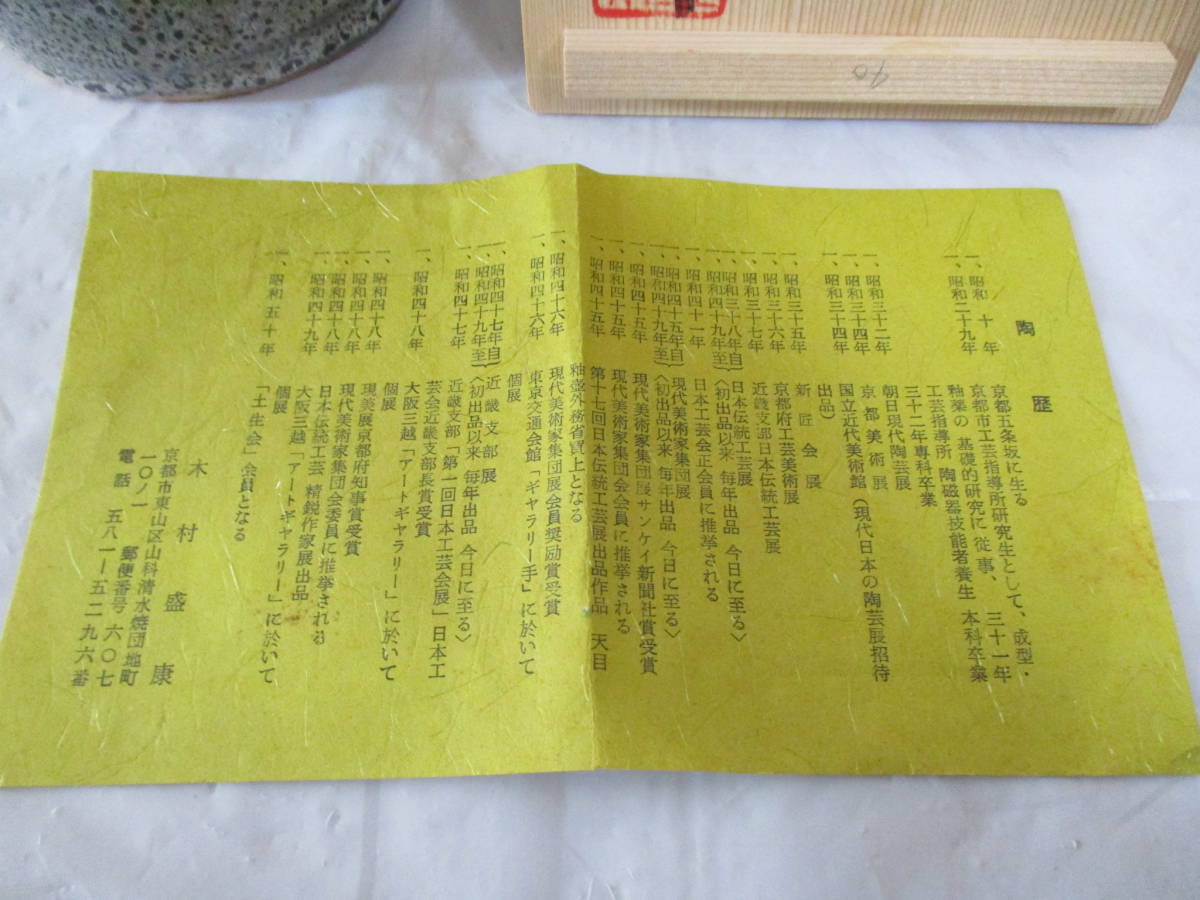 陶歴
一、昭和十年 京都五条坂に生る
一、昭和二十九年 京都市工芸指導所研究生として、成型・
釉薬の基礎的研究に従事、三十一年
工芸指導所 陶磁器技能者養生 本科卒業
三十二年専科卒業
一、昭和三十二年 朝日現代陶芸展
一、昭和三十四年 京都美術展
一、昭和三十四年 国立近代美術館（現代日本の陶芸展招待
出品）
一、昭和三十五年 新匠会展
一、昭和三十六年 京都府工芸美術展
一、昭和三十七年 近畿支部日本伝統工芸展
一、昭和三十八年自 日本伝統工芸展
一、昭和四十九年至 〈初出品以来 毎年出品 今日に至る〉
一、昭和四十一年 日本工芸会正会員に推挙される
一、昭和四十五年自 現代美術家集団展
一、昭和四十九年至 〈初出品以来 毎年出品 今日に至る〉
一、昭和四十五年 現代美術家集団展サンケイ新聞社賞受賞
一、昭和四十五年 現代美術家集団会会員に推挙される
一、昭和四十五年 第十七回日本伝統工芸展出品作品 天目
釉壷外務省買上となる
一、昭和四十六年 現代美術家集団展会員奨励賞受賞
一、昭和四十六年 東京交通会館「ギャラリー手」に於いて
個展
一、昭和四十七年自 近畿支部展
一、昭和四十九年至 〈初出品以来 毎年出品 今日に至る〉
一、昭和四十七年 近畿支部「第一回日本工芸会展」日本工
芸会近畿支部長賞受賞
一、昭和四十八年 大阪三越「アートギャラリー」に於いて
個展
一、昭和四十八年 現美展京都府知事賞受賞
一、昭和四十八年 現代美術家集団会委員に推挙される
一、昭和四十八年 日本伝統工芸 精鋭作家展出品
一、昭和四十九年 大阪三越「アートギャラリー」に於いて
個展
一、昭和五十年 「土生会」会員となる
木村盛康
京都市東山区山科清水焼団地町
一〇ノ一 郵便番号六〇七
電話 五八一ー五二九六番
90